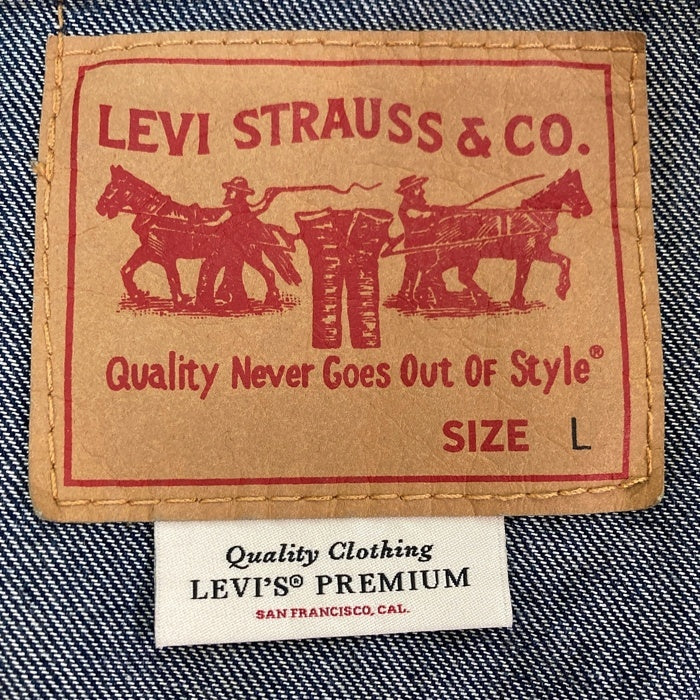 LEVI STRAUSS & CO.
Quality Never Goes Out Of Style®
SIZE L
Quality Clothing
LEVI'S® PREMIUM
SAN FRANCISCO, CAL.